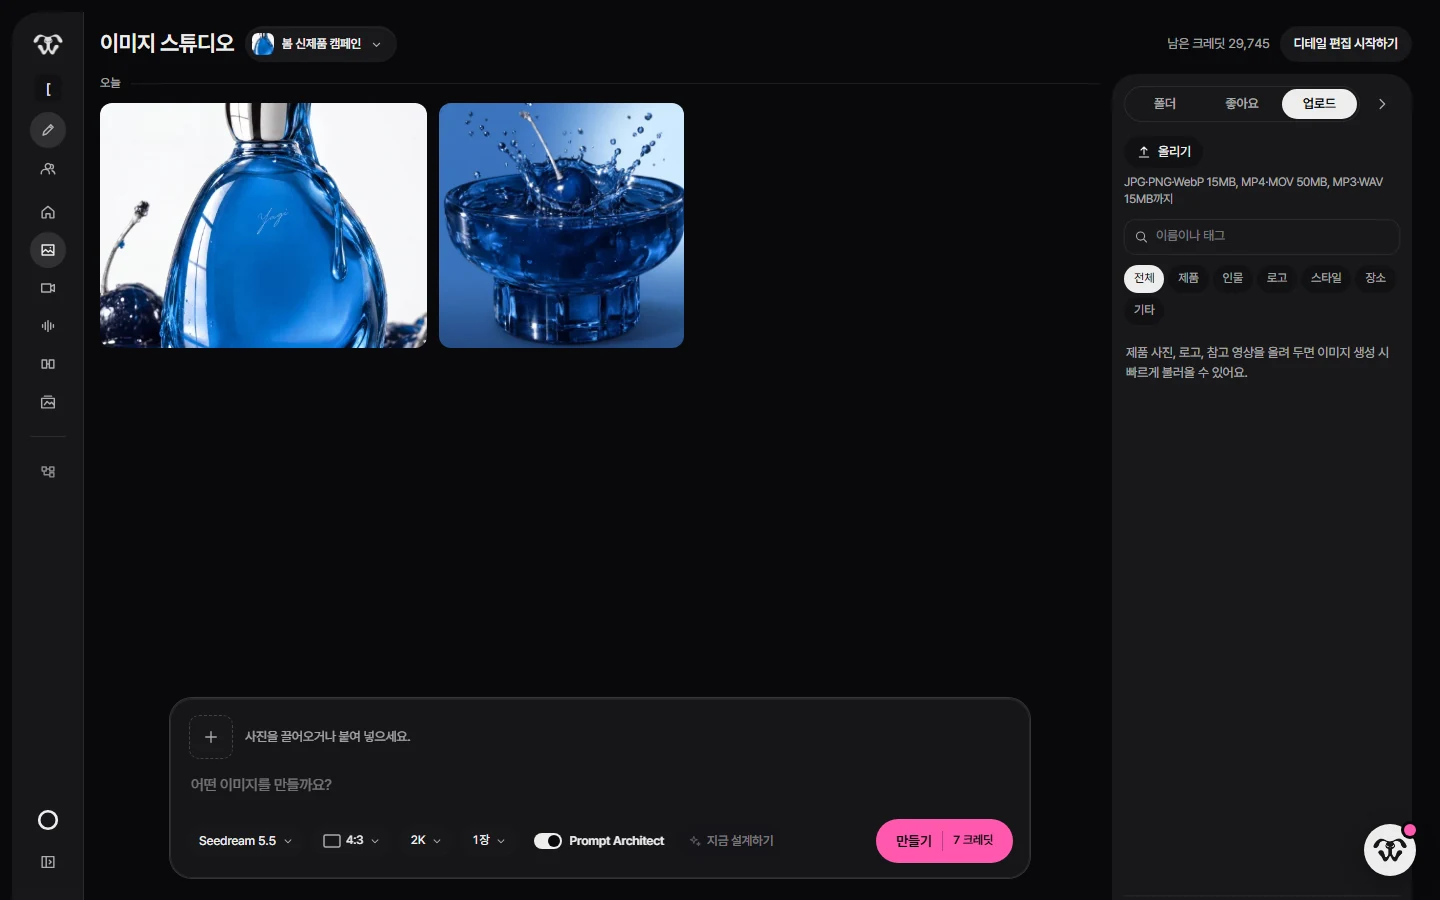 이미지 스튜디오
봄 신제품 캠페인
남은 크레딧 29,745
디테일 편집 시작하기
[
오늘
Yagi
폴더
좋아요
업로드
올리기
JPG·PNG·WebP 15MB, MP4·MOV 50MB, MP3·WAV
15MB까지
이름이나 태그
전체
제품
인물
로고
스타일
장소
기타
제품 사진, 로고, 참고 영상을 올려 두면 이미지 생성 시
빠르게 불러올 수 있어요.
사진을 끌어오거나 붙여 넣으세요.
어떤 이미지를 만들까요?
Seedream 5.5
4:3
2K
1장
Prompt Architect
지금 설계하기
만들기
7 크레딧